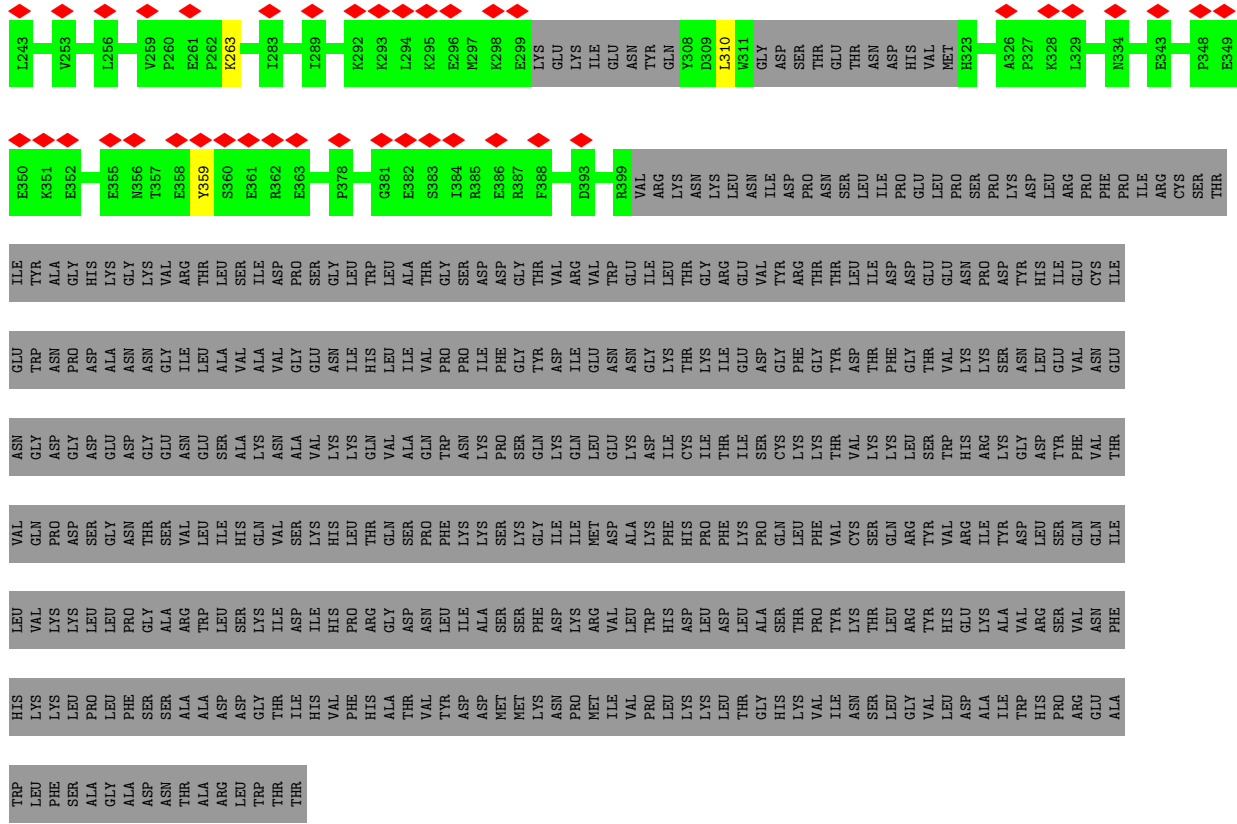 L243 V253 L256 V259 P260 E261 P262 K263 I283 I289 K292 K293 L294 K295 E296 M297 K298 E299 LYS GLU LYS ILE GLU ASN TYR GLN Y308 D309 L310 W311 GLY ASP SER THR GLU THR ASN ASP HIS VAL MET H323 A326 P327 K328 L329 N334 E343 P348 E349
E350 K351 E352 E355 N356 T357 E358 Y359 S360 E361 R362 E363 P378 G381 E382 S383 I384 R385 E386 R387 F388 D393 R399 VAL ARG LYS ASN LYS LEU ASN ILE ASP PRO ASN SER LEU ILE PRO GLU LEU PRO SER PRO LYS ASP LEU ARG PRO PHE PRO ILE ARG CYS SER THR
ILE TYR ALA GLY HIS LYS GLY LYS VAL ARG THR LEU SER ILE ASP PRO SER GLY LEU TRP LEU ALA THR GLY SER ASP ASP GLY THR VAL ARG VAL TRP GLU ILE LEU THR GLY ARG GLU VAL TYR ARG THR THR LEU ILE ASP ASP GLU GLU ASN PRO ASP TYR HIS ILE GLU CYS ILE
GLU TRP ASN PRO ASP ALA ASN ASN GLY ILE LEU ALA VAL ALA VAL GLY GLU ASN ILE HIS LEU ILE VAL PRO PRO ILE PHE GLY TYR ASP ILE GLU ASN ASN GLY LYS THR LYS ILE GLU ASP GLY PHE GLY TYR ASP THR PHE GLY THR VAL LYS LYS SER ASN LEU GLU VAL ASN GLU
ASN GLY ASP GLY ASP GLU ASP GLY GLU ASN GLU SER ALA LYS ASN ALA VAL LYS LYS GLN VAL ALA GLN TRP ASN LYS PRO SER GLN LYS GLN LEU GLU LYS ASP ILE CYS ILE THR ILE SER CYS LYS LYS THR VAL LYS LYS LEU SER TRP HIS ARG LYS GLY ASP TYR PHE VAL THR
VAL GLN PRO ASP SER GLY ASN THR SER VAL LEU ILE HIS GLN VAL SER LYS HIS LEU THR GLN SER PRO PHE LYS LYS SER LYS GLY ILE ILE MET ASP ALA LYS PHE HIS PRO PHE LYS PRO GLN LEU PHE VAL CYS SER GLN ARG TYR VAL ARG ILE TYR ASP LEU SER GLN GLN ILE
LEU VAL LYS LYS LEU LEU PRO GLY ALA ARG TRP LEU SER LYS ILE ASP ILE HIS PRO ARG GLY ASP ASN LEU ILE ALA SER SER PHE ASP LYS ARG VAL LEU TRP HIS ASP LEU ASP LEU ALA SER THR PRO TYR LYS THR LEU ARG TYR HIS GLU LYS ALA VAL ARG SER VAL ASN PHE
HIS LYS LYS LEU PRO LEU PHE SER SER ALA ALA ASP ASP GLY THR ILE HIS VAL PHE HIS ALA THR VAL TYR ASP ASP MET MET LYS ASN PRO MET ILE VAL PRO LEU LYS LYS LEU THR GLY HIS LYS VAL ILE ASN SER LEU GLY VAL LEU ASP ALA ILE TRP HIS PRO ARG GLU ALA
TRP LEU PHE SER ALA GLY ALA ASP ASN THR ALA ARG LEU TRP THR THR